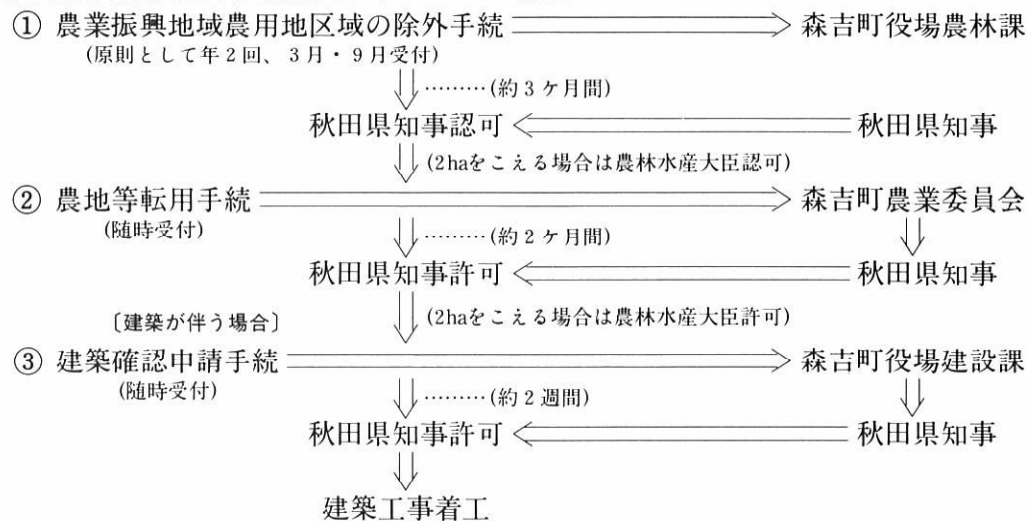 ① 農業振興地域農用地区域の除外手続 森吉町役場農林課
(原則として年2回、3月・9月受付)
………(約3ケ月間)
秋田県知事認可 秋田県知事
(2haをこえる場合は農林水産大臣認可)
② 農地等転用手続 森吉町農業委員会
(随時受付)
………(約2ケ月間)
秋田県知事許可 秋田県知事
〔建築が伴う場合〕 (2haをこえる場合は農林水産大臣許可)
③ 建築確認申請手続 森吉町役場建設課
(随時受付)
………(約2週間)
秋田県知事許可 秋田県知事
建築工事着工